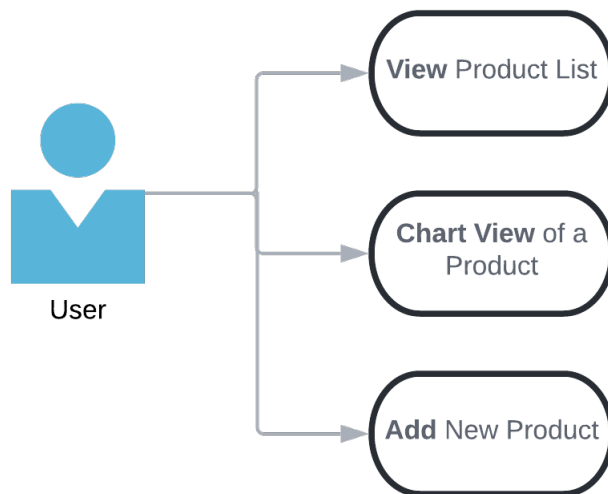 View Product List
Chart View of a
Product
User
Add New Product